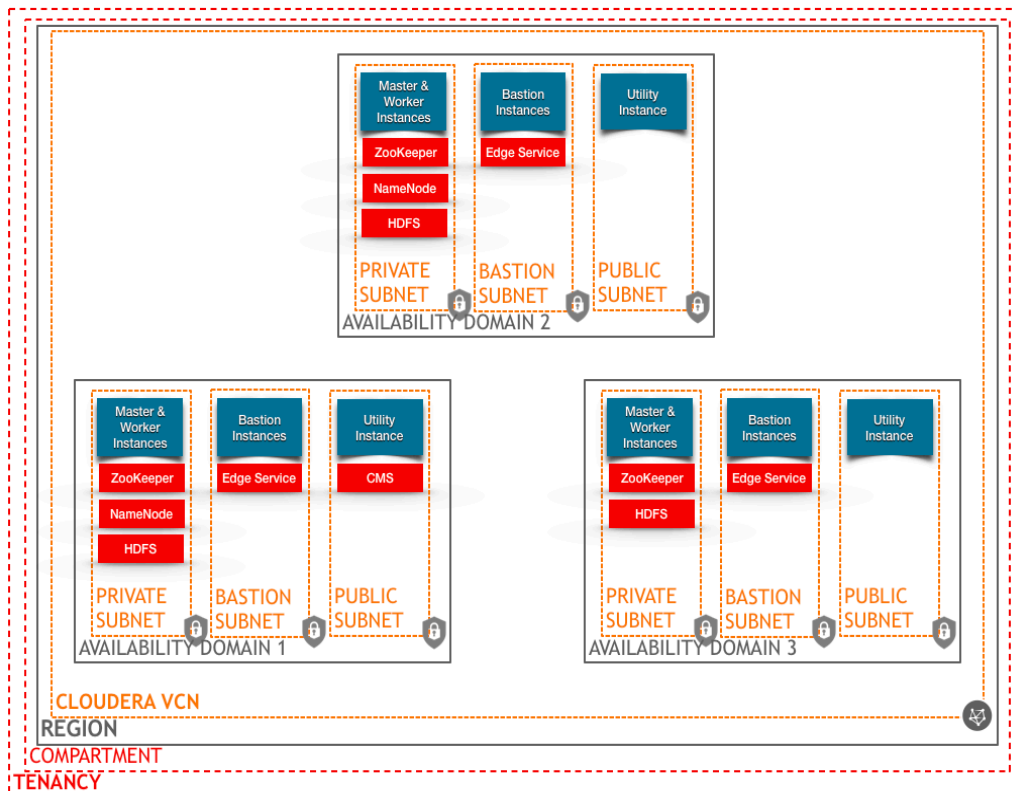 Master &
Worker
Instances
Bastion
Instances
Utility
Instance
ZooKeeper
Edge Service
NameNode
HDFS
PRIVATE
SUBNET
BASTION
SUBNET
PUBLIC
SUBNET
AVAILABILITY DOMAIN 2
Master &
Worker
Instances
Bastion
Instances
Utility
Instance
ZooKeeper
Edge Service
CMS
NameNode
HDFS
PRIVATE
SUBNET
BASTION
SUBNET
PUBLIC
SUBNET
AVAILABILITY DOMAIN 1
Master &
Worker
Instances
Bastion
Instances
Utility
Instance
ZooKeeper
Edge Service
HDFS
PRIVATE
SUBNET
BASTION
SUBNET
PUBLIC
SUBNET
AVAILABILITY DOMAIN 3
CLOUDERA VCN
REGION
COMPARTMENT
TENANCY